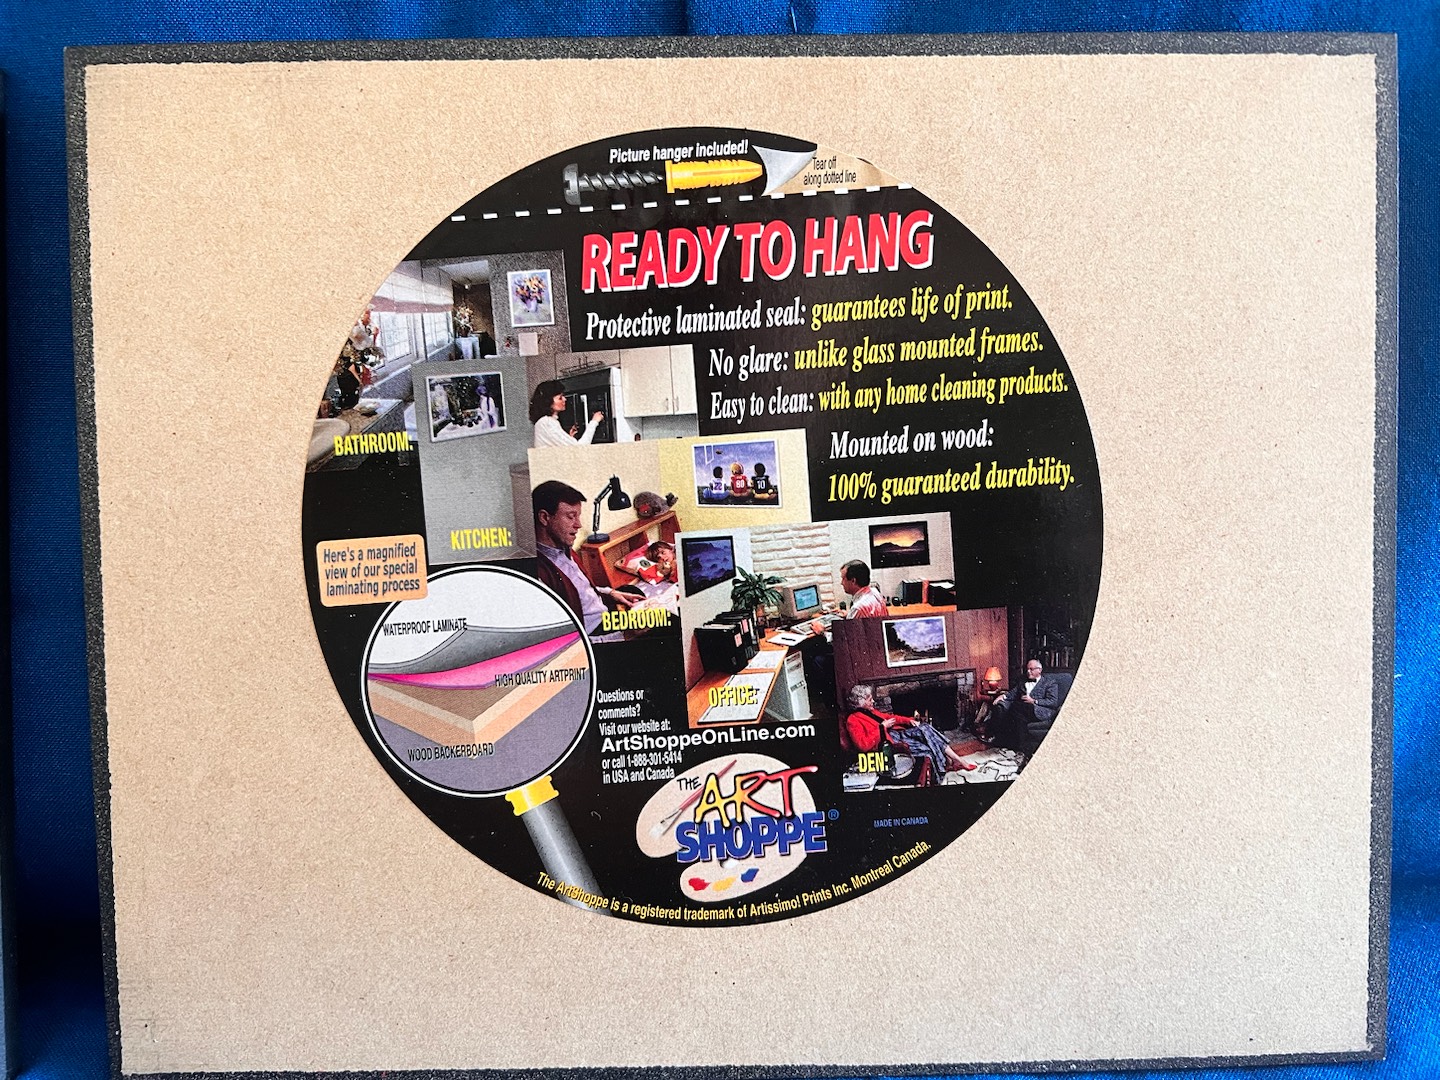 Picture hanger included!
Tear off
along dotted line
READY TO HANG
Protective laminated seal: guarantees life of print.
No glare: unlike glass mounted frames.
Easy to clean: with any home cleaning products.
Mounted on wood:
100% guaranteed durability.
BATHROOM:
KITCHEN:
BEDROOM:
OFFICE:
DEN:
Here's a magnified
view of our special
laminating process
WATERPROOF LAMINATE
HIGH QUALITY ARTPRINT
WOOD BACKERBOARD
Questions or
comments?
Visit our website at:
ArtShoppeOnLine.com
or call 1-888-301-5414
in USA and Canada
THE
ART
SHOPPE®
MADE IN CANADA
The ArtShoppe is a registered trademark of Artissimo! Prints Inc. Montreal Canada.